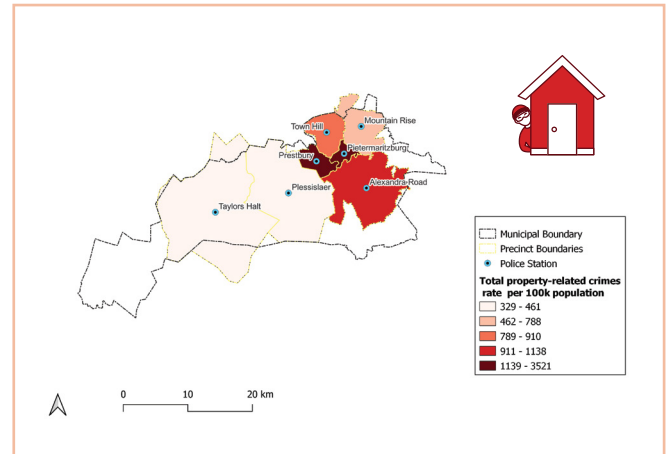 Mountain Rise
Town Hill
Pietermaritzburg
Prestbury
Alexandra-Road
Plessislaer
Taylors Halt
Municipal Boundary
Precinct Boundaries
Police Station
Total property-related crimes
rate per 100k population
329 - 461
462 - 788
789 - 910
911 - 1138
1139 - 3521
0 10 20 km